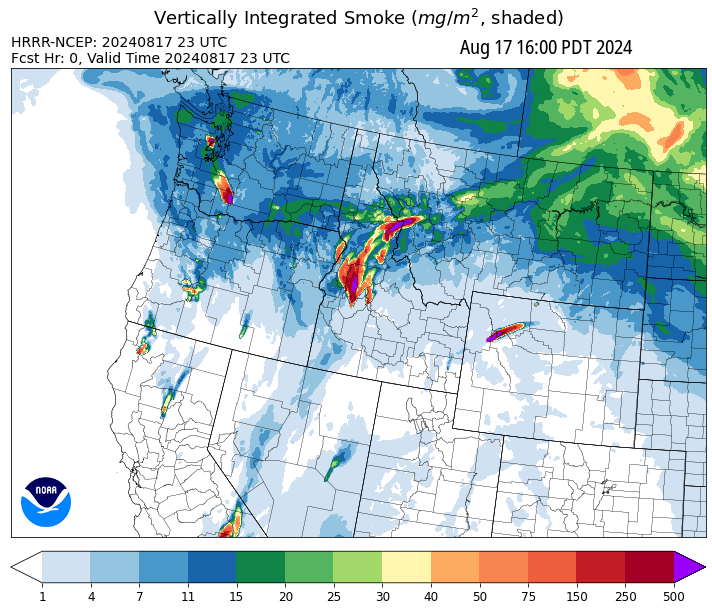 Vertically Integrated Smoke (mg/m², shaded)
HRRR-NCEP: 20240817 23 UTC
Fcst Hr: 0, Valid Time 20240817 23 UTC
Aug 17 16:00 PDT 2024
NOAA
1 4 7 11 15 20 25 30 40 50 75 150 250 500